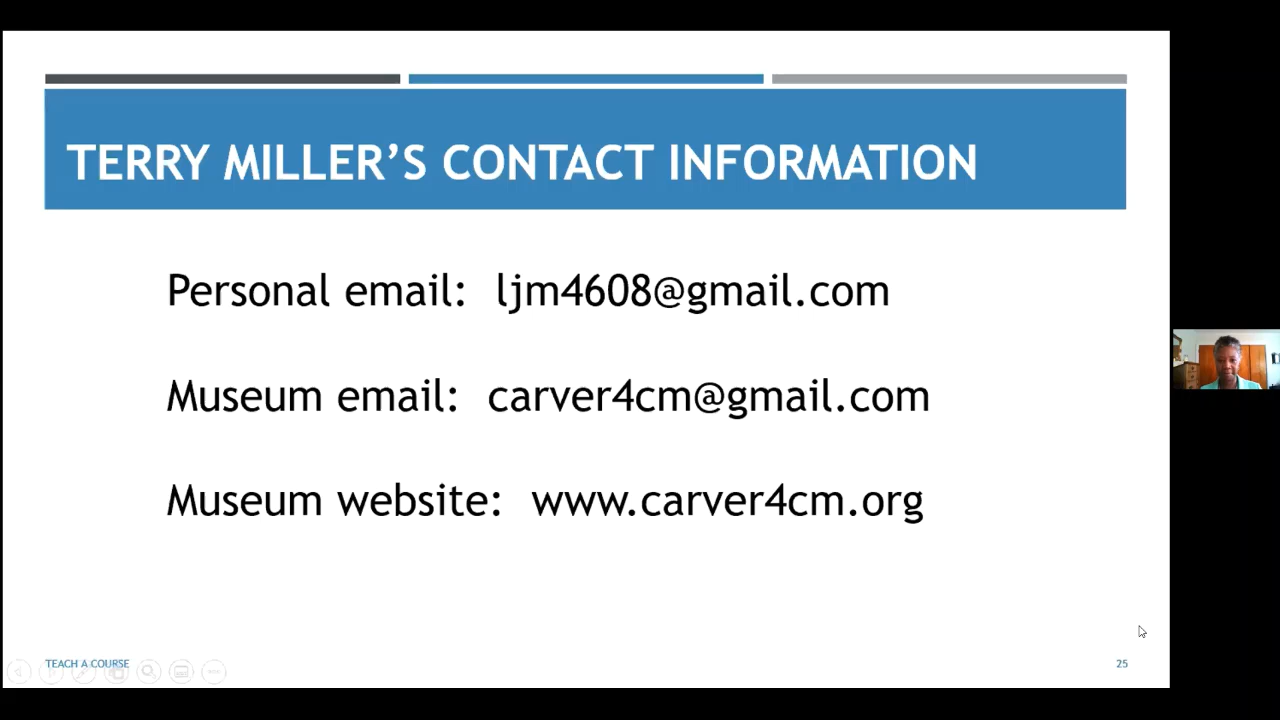 TERRY MILLER’S CONTACT INFORMATION
Personal email: ljm4608@gmail.com
Museum email: carver4cm@gmail.com
Museum website: www.carver4cm.org
TEACH A COURSE
25